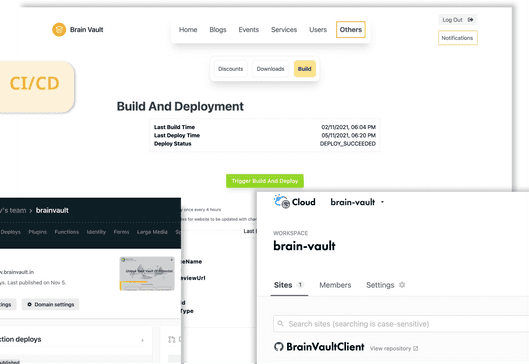 Brain Vault
Home Blogs Events Services Users Others
Log Out
Notifications
Discounts Downloads Build
CI/CD
Build And Deployment
Last Build Time 02/11/2021, 06:04 PM
Last Deploy Time 05/11/2021, 06:20 PM
Deploy Status DEPLOY_SUCCEEDED
Trigger Build And Deploy
y's team > brainvault
Deploys Plugins Functions Identity Forms Large Media Sp
w.brainvault.in
ys. Last published on Nov 5.
ings Domain settings
ction deploys
published
since every 4 hours
es for website to be updated with chan
Last
eName
viewUrl
d
Type
Cloud brain-vault
WORKSPACE
brain-vault
Sites 1 Members Settings
Search sites (searching is case-sensitive)
BrainVaultClient View repository